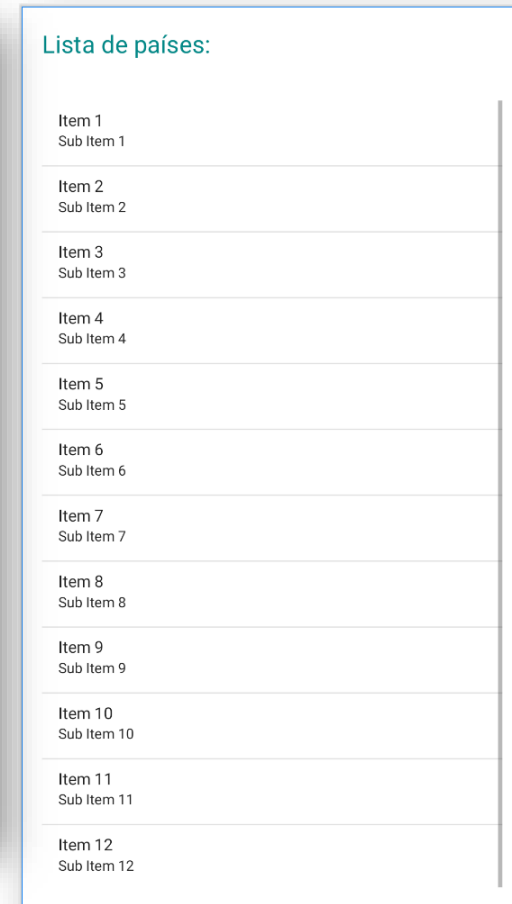 Lista de países:
Item 1
Sub Item 1
Item 2
Sub Item 2
Item 3
Sub Item 3
Item 4
Sub Item 4
Item 5
Sub Item 5
Item 6
Sub Item 6
Item 7
Sub Item 7
Item 8
Sub Item 8
Item 9
Sub Item 9
Item 10
Sub Item 10
Item 11
Sub Item 11
Item 12
Sub Item 12